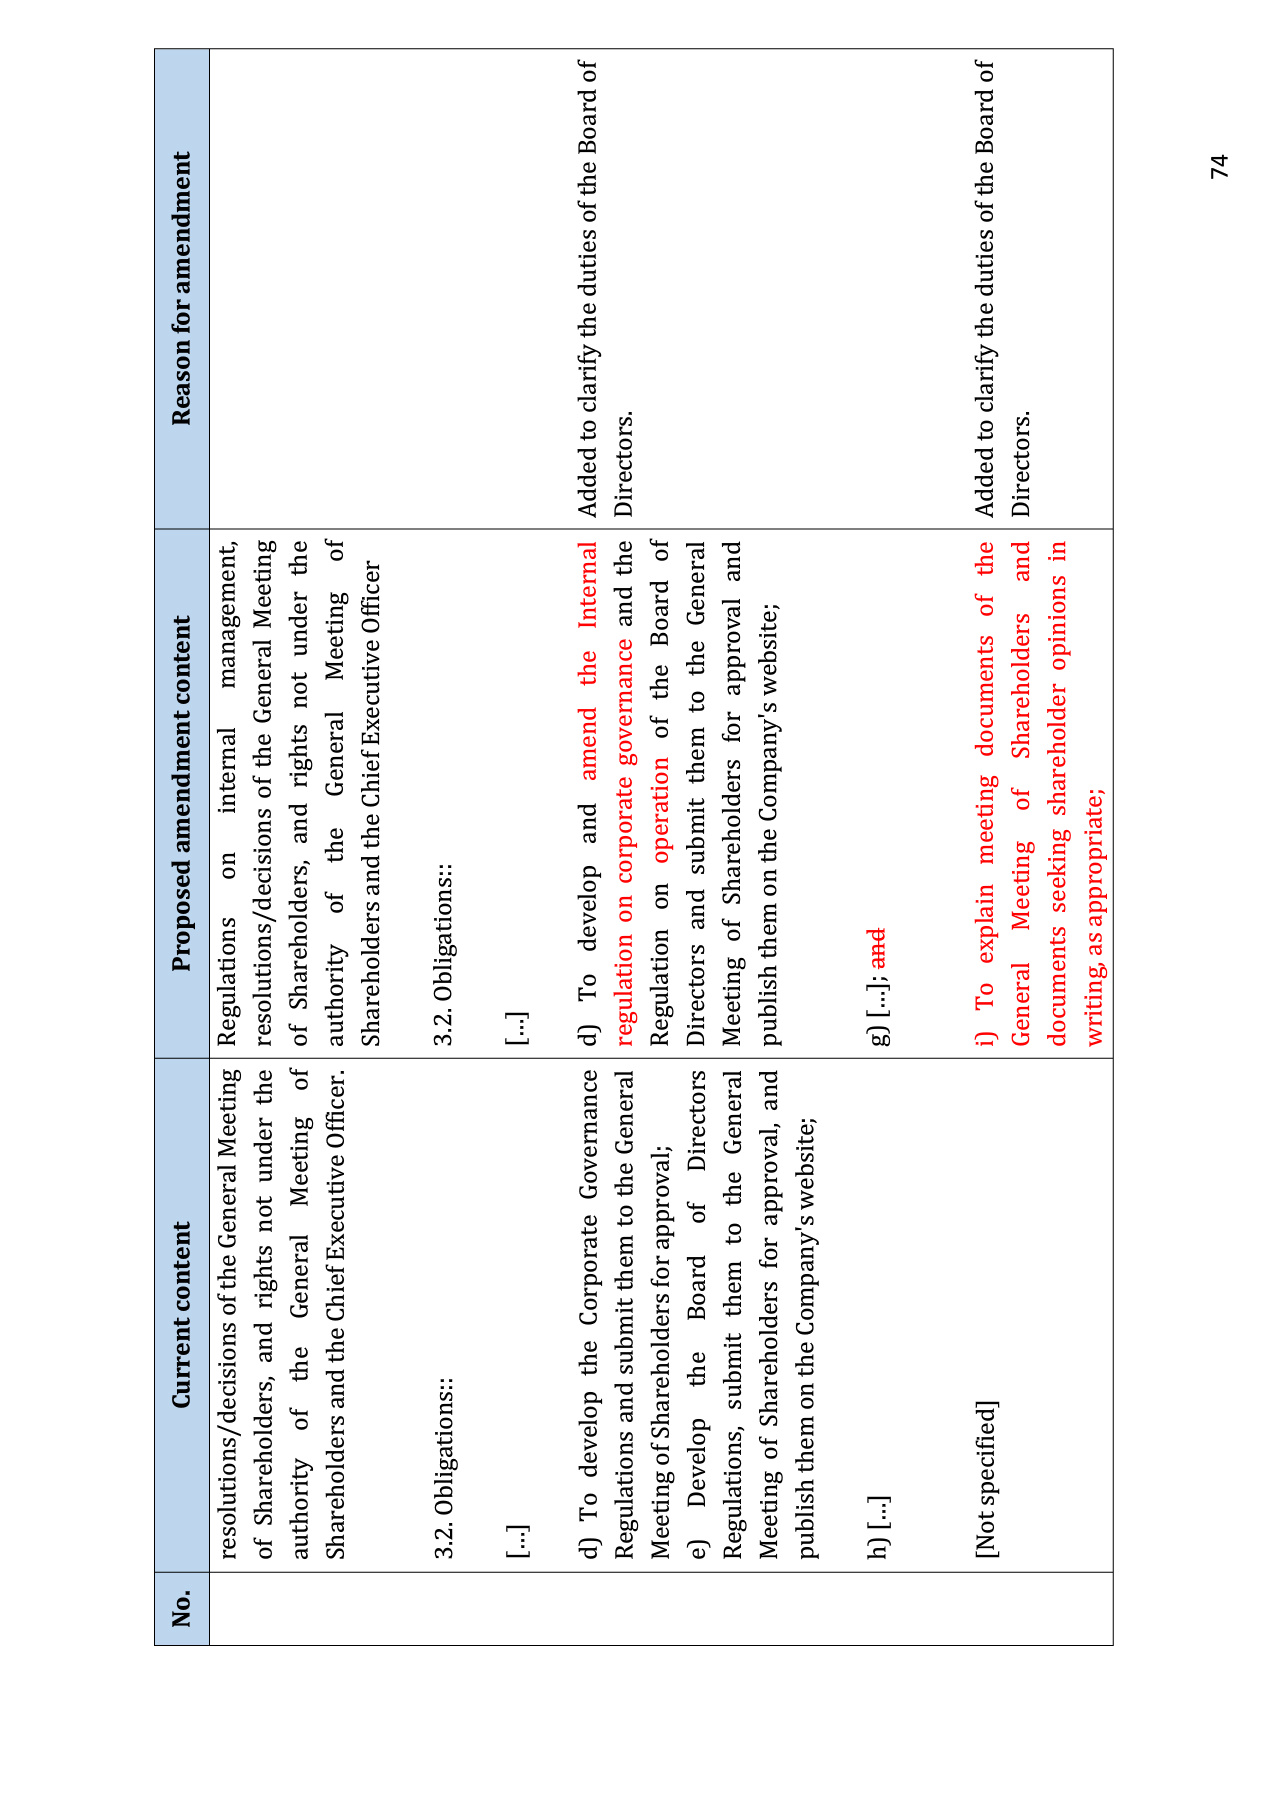 No.
Current content
Proposed amendment content
Reason for amendment
resolutions/decisions of the General Meeting
of Shareholders, and rights not under the
authority of the General Meeting of
Shareholders and the Chief Executive Officer.
3.2. Obligations::
[...]
d) To develop the Corporate Governance
Regulations and submit them to the General
Meeting of Shareholders for approval;
e) Develop the Board of Directors
Regulations, submit them to the General
Meeting of Shareholders for approval, and
publish them on the Company's website;
h) [...]
[Not specified]
Regulations on internal management,
resolutions/decisions of the General Meeting
of Shareholders, and rights not under the
authority of the General Meeting of
Shareholders and the Chief Executive Officer
3.2. Obligations::
[...]
d) To develop and amend the Internal
regulation on corporate governance and the
Regulation on operation of the Board of
Directors and submit them to the General
Meeting of Shareholders for approval and
publish them on the Company's website;
g) [...]; and
i) To explain meeting documents of the
General Meeting of Shareholders and
documents seeking shareholder opinions in
writing, as appropriate;
Added to clarify the duties of the Board of
Directors.
Added to clarify the duties of the Board of
Directors.
74